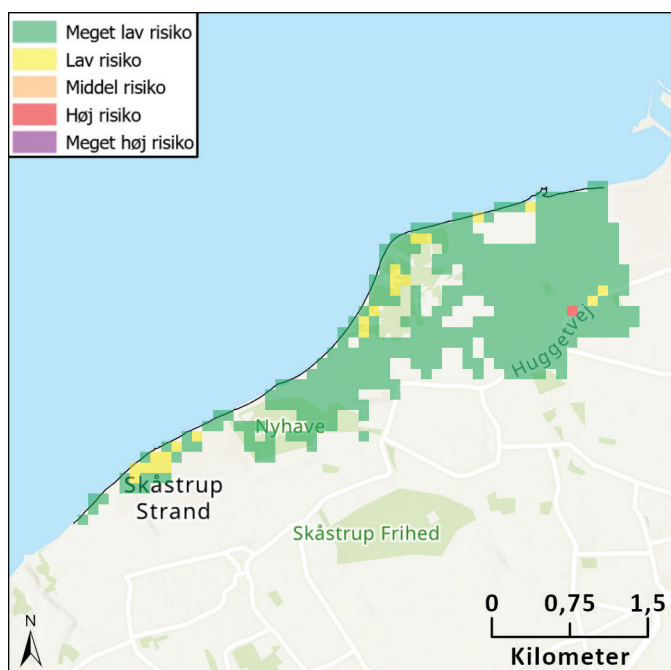 Meget lav risiko
Lav risiko
Middel risiko
Høj risiko
Meget høj risiko
Huggetvej
Nyhave
Skåstrup
Strand
Skåstrup Frihed
N
0 0,75 1,5
Kilometer